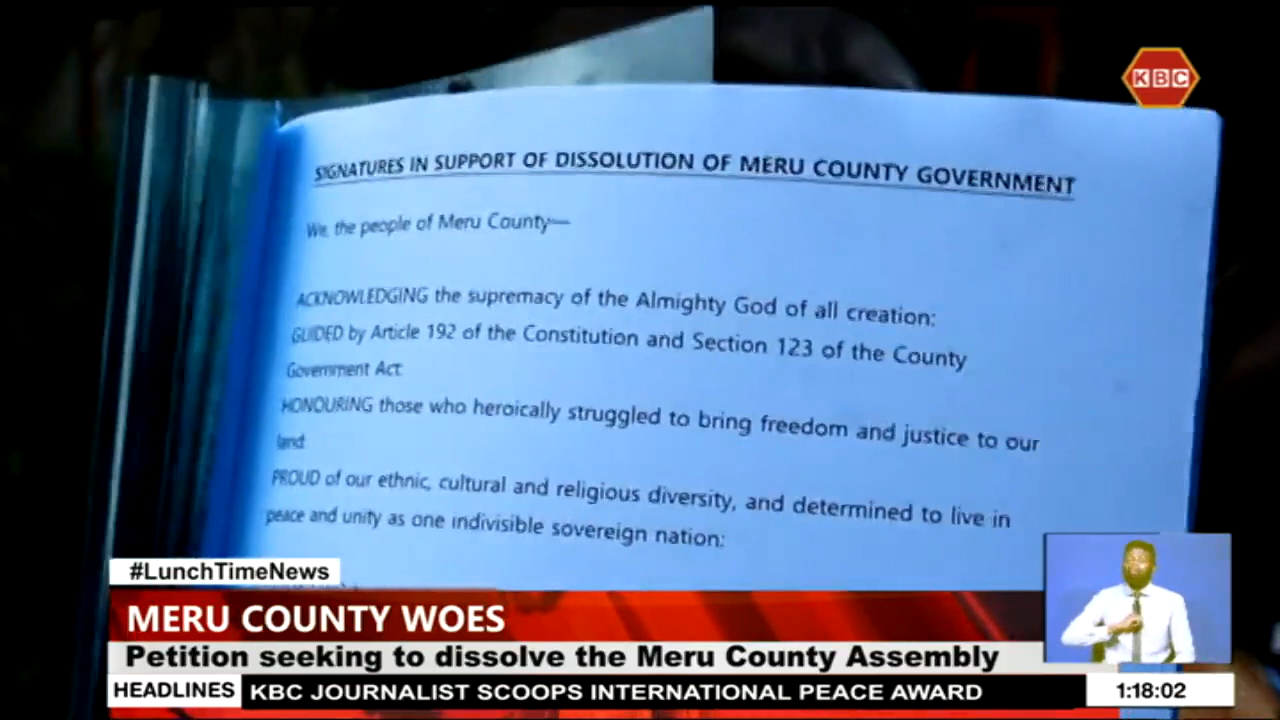 KBC
SIGNATURES IN SUPPORT OF DISSOLUTION OF MERU COUNTY GOVERNMENT
We, the people of Meru County—
ACKNOWLEDGING the supremacy of the Almighty God of all creation:
GUIDED by Article 192 of the Constitution and Section 123 of the County
Government Act:
HONOURING those who heroically struggled to bring freedom and justice to our
land:
PROUD of our ethnic, cultural and religious diversity, and determined to live in
peace and unity as one indivisible sovereign nation:
#LunchTimeNews
MERU COUNTY WOES
Petition seeking to dissolve the Meru County Assembly
HEADLINES KBC JOURNALIST SCOOPS INTERNATIONAL PEACE AWARD 1:18:02